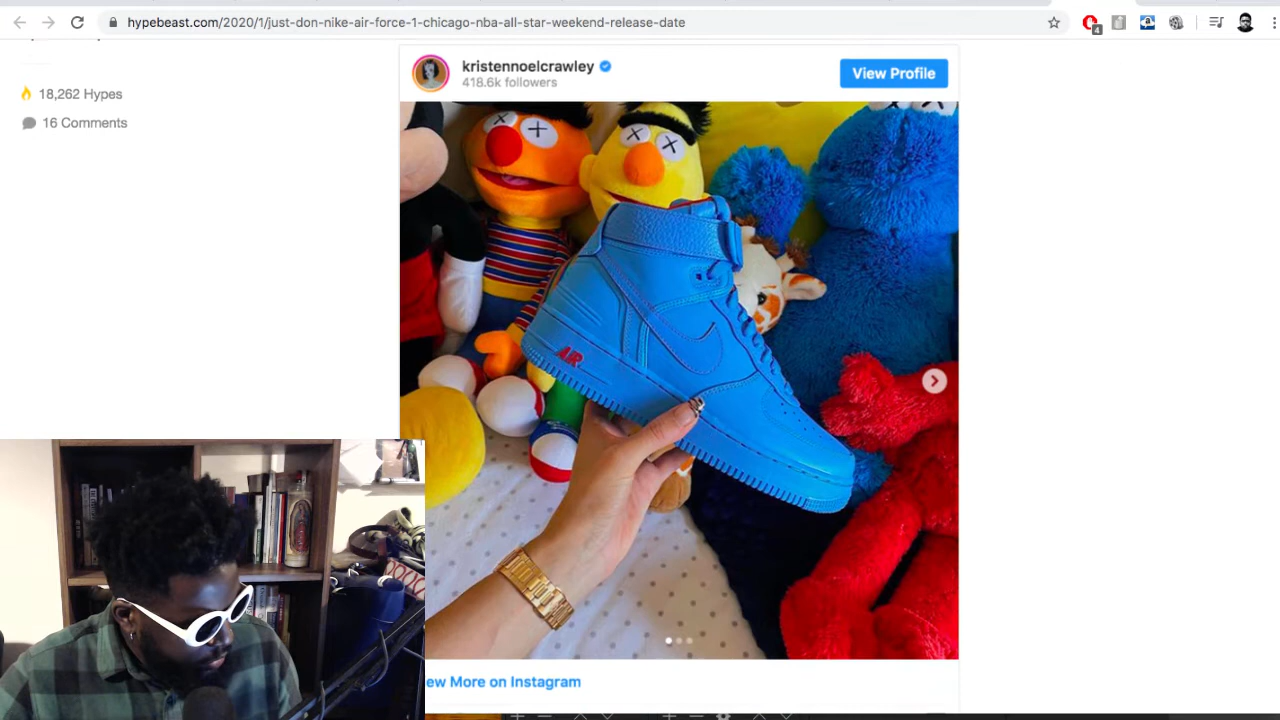 hypebeast.com/2020/1/just-don-nike-air-force-1-chicago-nba-all-star-weekend-release-date
4
18,262 Hypes
16 Comments
kristennoelcrawley
418.6k followers
View Profile
AIR
ew More on Instagram